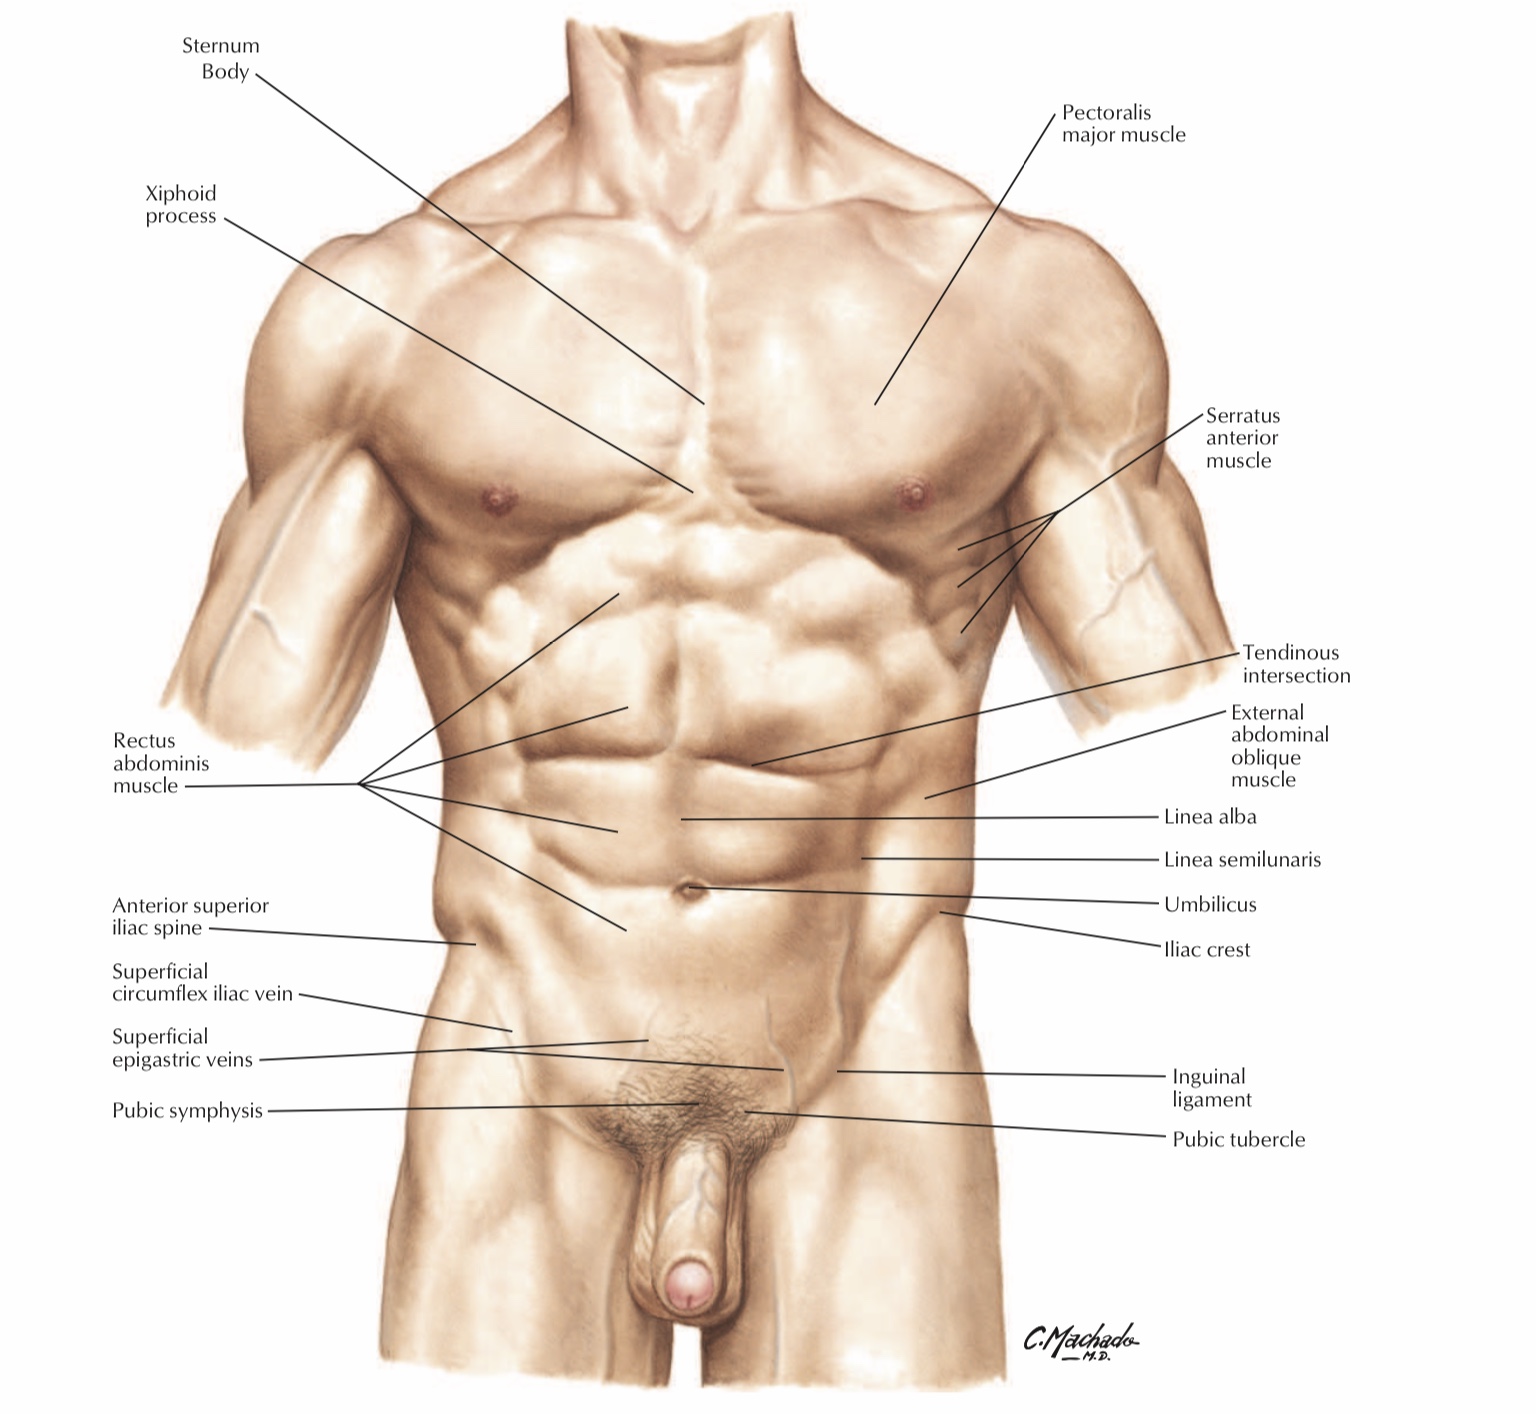 Sternum
Body
Xiphoid
process
Rectus
abdominis
muscle
Anterior superior
iliac spine
Superficial
circumflex iliac vein
Superficial
epigastric veins
Pubic symphysis
Pectoralis
major muscle
Serratus
anterior
muscle
Tendinous
intersection
External
abdominal
oblique
muscle
Linea alba
Linea semilunaris
Umbilicus
Iliac crest
Inguinal
ligament
Pubic tubercle
C. Machado
M.D.